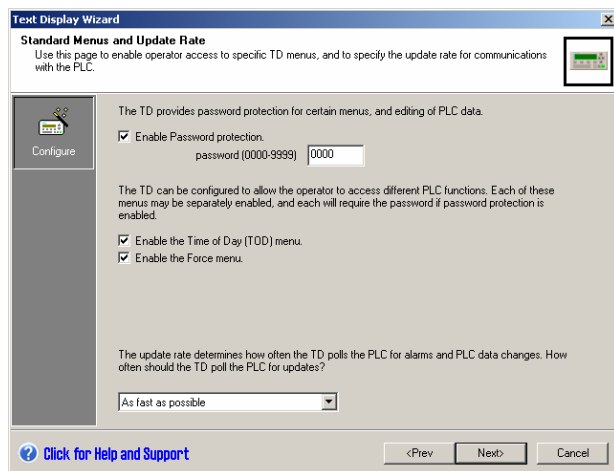 Text Display Wizard
Standard Menus and Update Rate
Use this page to enable operator access to specific TD menus, and to specify the update rate for communications
with the PLC.
Configure
The TD provides password protection for certain menus, and editing of PLC data.
Enable Password protection.
password (0000-9999) 0000
The TD can be configured to allow the operator to access different PLC functions. Each of these
menus may be separately enabled, and each will require the password if password protection is
enabled.
Enable the Time of Day (TOD) menu.
Enable the Force menu.
The update rate determines how often the TD polls the PLC for alarms and PLC data changes. How
often should the TD poll the PLC for updates?
As fast as possible
? Click for Help and Support
<Prev Next> Cancel